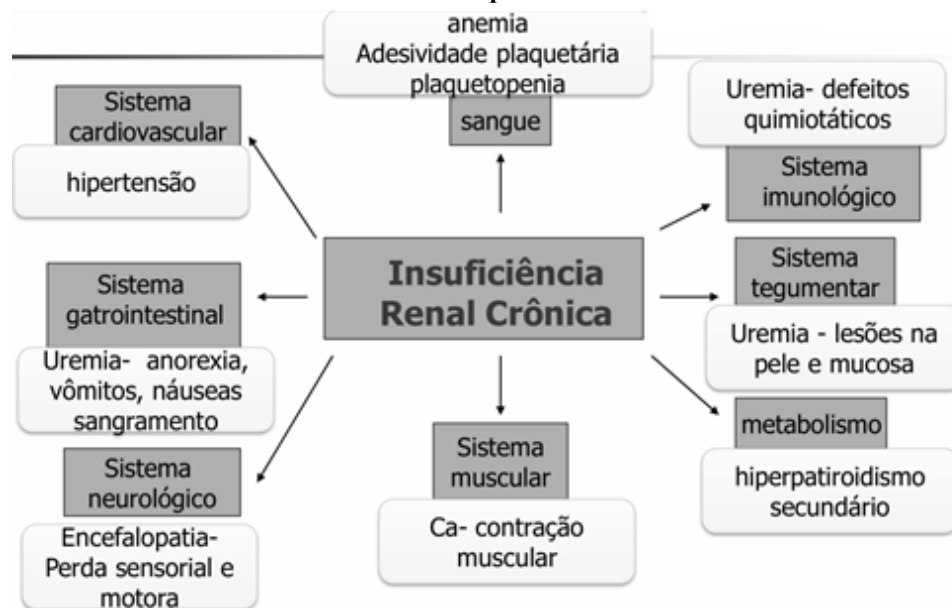 anemia
Adesividade plaquetária
plaquetopenia
sangue
Sistema
cardiovascular
hipertensão
Uremia- defeitos
quimiotáticos
Sistema
imunológico
Insuficiência
Renal Crônica
Sistema
gatrointestinal
Uremia- anorexia,
vômitos, náuseas
sangramento
Sistema
tegumentar
Uremia - lesões na
pele e mucosa
Sistema
neurológico
Encefalopatia-
Perda sensorial e
motora
Sistema
muscular
Ca- contração
muscular
metabolismo
hiperpatiroidismo
secundário